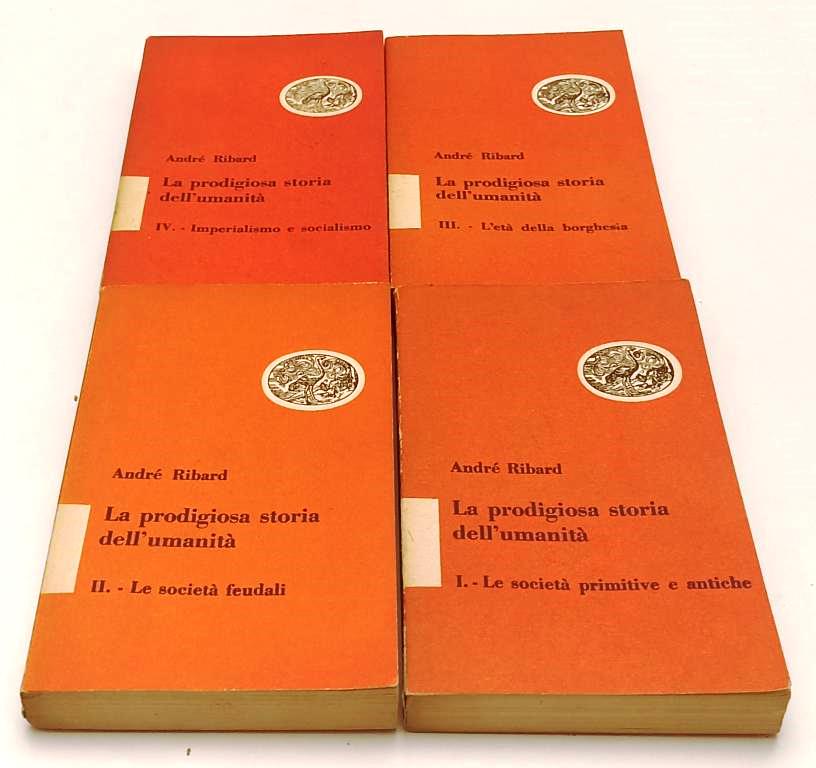 André Ribard
La prodigiosa storia
dell'umanità
IV. - Imperialismo e socialismo
André Ribard
La prodigiosa storia
dell'umanità
III. - L'età della borghesia
André Ribard
La prodigiosa storia
dell'umanità
II. - Le società feudali
André Ribard
La prodigiosa storia
dell'umanità
I. - Le società primitive e antiche